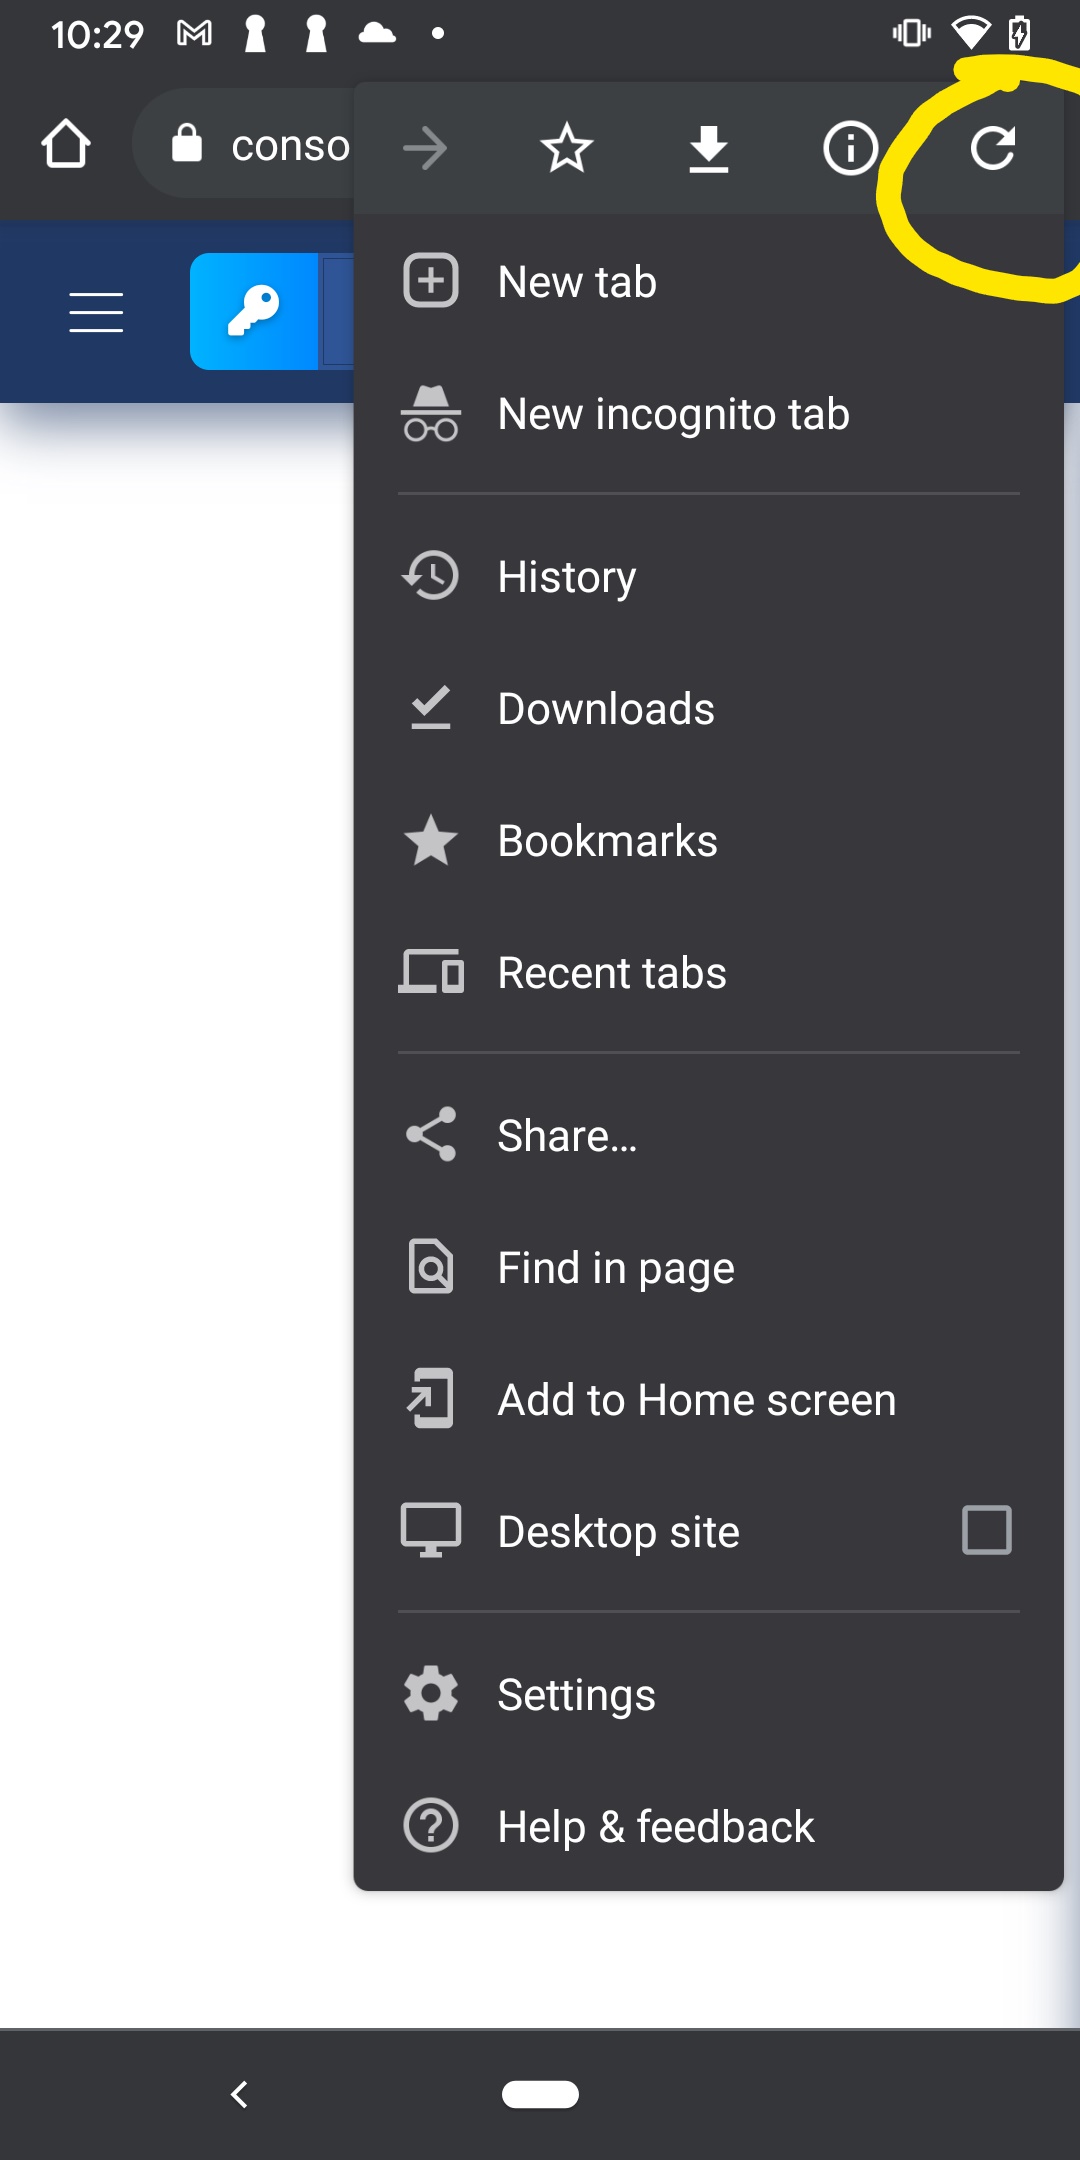 10:29
conso
New tab
New incognito tab
History
Downloads
Bookmarks
Recent tabs
Share...
Find in page
Add to Home screen
Desktop site
Settings
Help & feedback